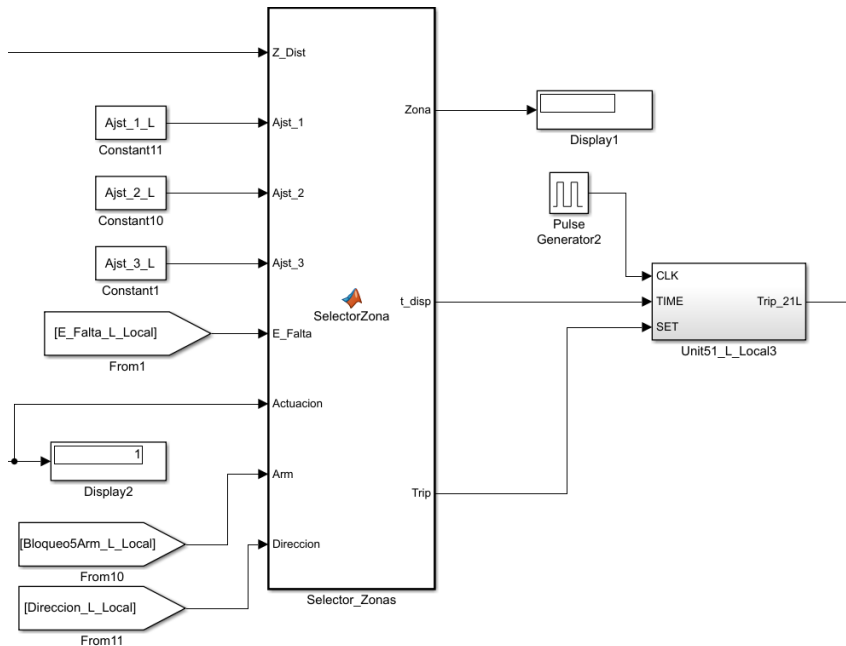 Z_Dist
Ajst_1_L
Constant11
Ajst_1
Zona
Display1
Ajst_2_L
Constant10
Ajst_2
Pulse
Generator2
Ajst_3_L
Constant1
Ajst_3
SelectorZona
t_disp
CLK
TIME
SET
Trip_21L
Unit51_L_Local3
[E_Falta_L_Local]
From1
E_Falta
Actuacion
1
Display2
Arm
Trip
[Bloqueo5Arm_L_Local]
From10
Direccion
[Direccion_L_Local]
From11
Selector_Zonas